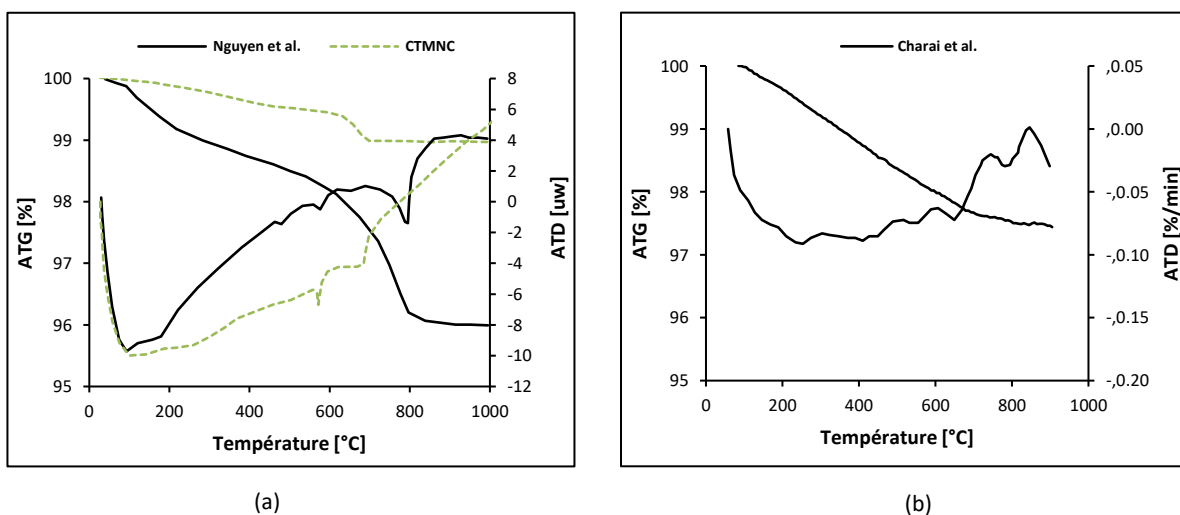 Nguyen et al. CTMNC
100
99
98
97
96
95
ATG [%]
8
6
4
2
0
-2
-4
-6
-8
-10
-12
ATD [uw]
0 200 400 600 800 1000
Température [°C]
(a)
Charai et al.
100
99
98
97
96
95
ATG [%]
,0.05
,0.00
-,0.05
-,0.10
-,0.15
-,0.20
ATD [%/min]
0 200 400 600 800 1000
Température [°C]
(b)